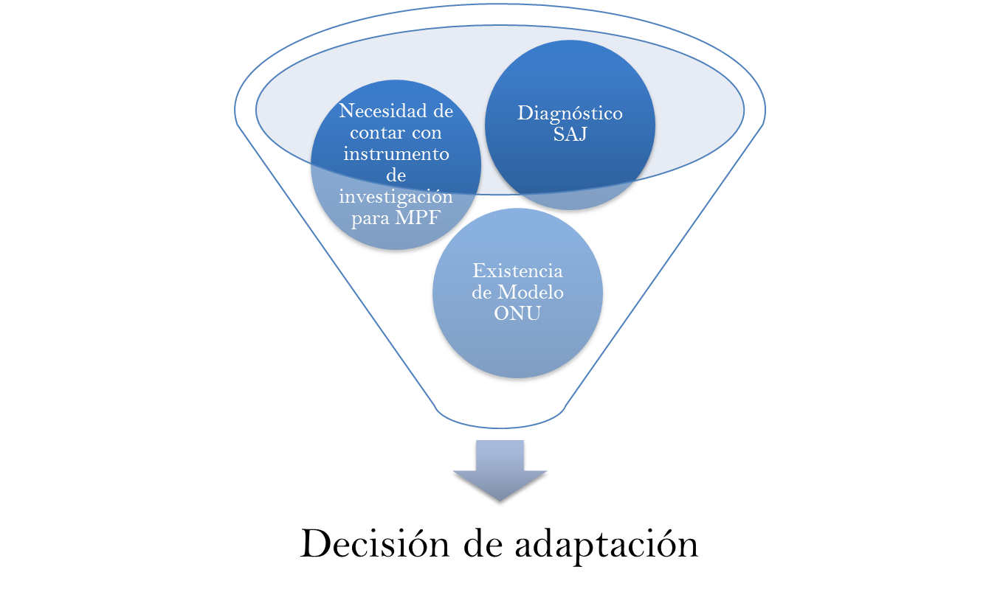 Necesidad de
contar con
instrumento
de
investigación
para MPF
Diagnóstico
SAJ
Existencia
de Modelo
ONU
Decisión de adaptación